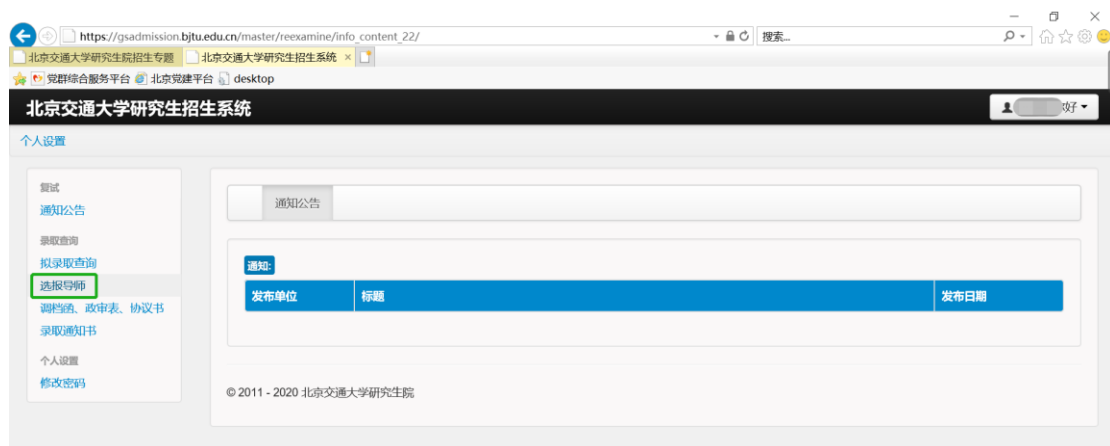 https://gsadmission.bjtu.edu.cn/master/reexamine/info_content_22/
搜索...
北京交通大学研究生院招生专题
北京交通大学研究生招生系统
党群综合服务平台
北京党建平台
desktop
北京交通大学研究生招生系统
好
个人设置
复试
通知公告
录取查询
拟录取查询
选报导师
调档函、政审表、协议书
录取通知书
个人设置
修改密码
通知公告
通知:
发布单位 标题 发布日期
© 2011 - 2020 北京交通大学研究生院